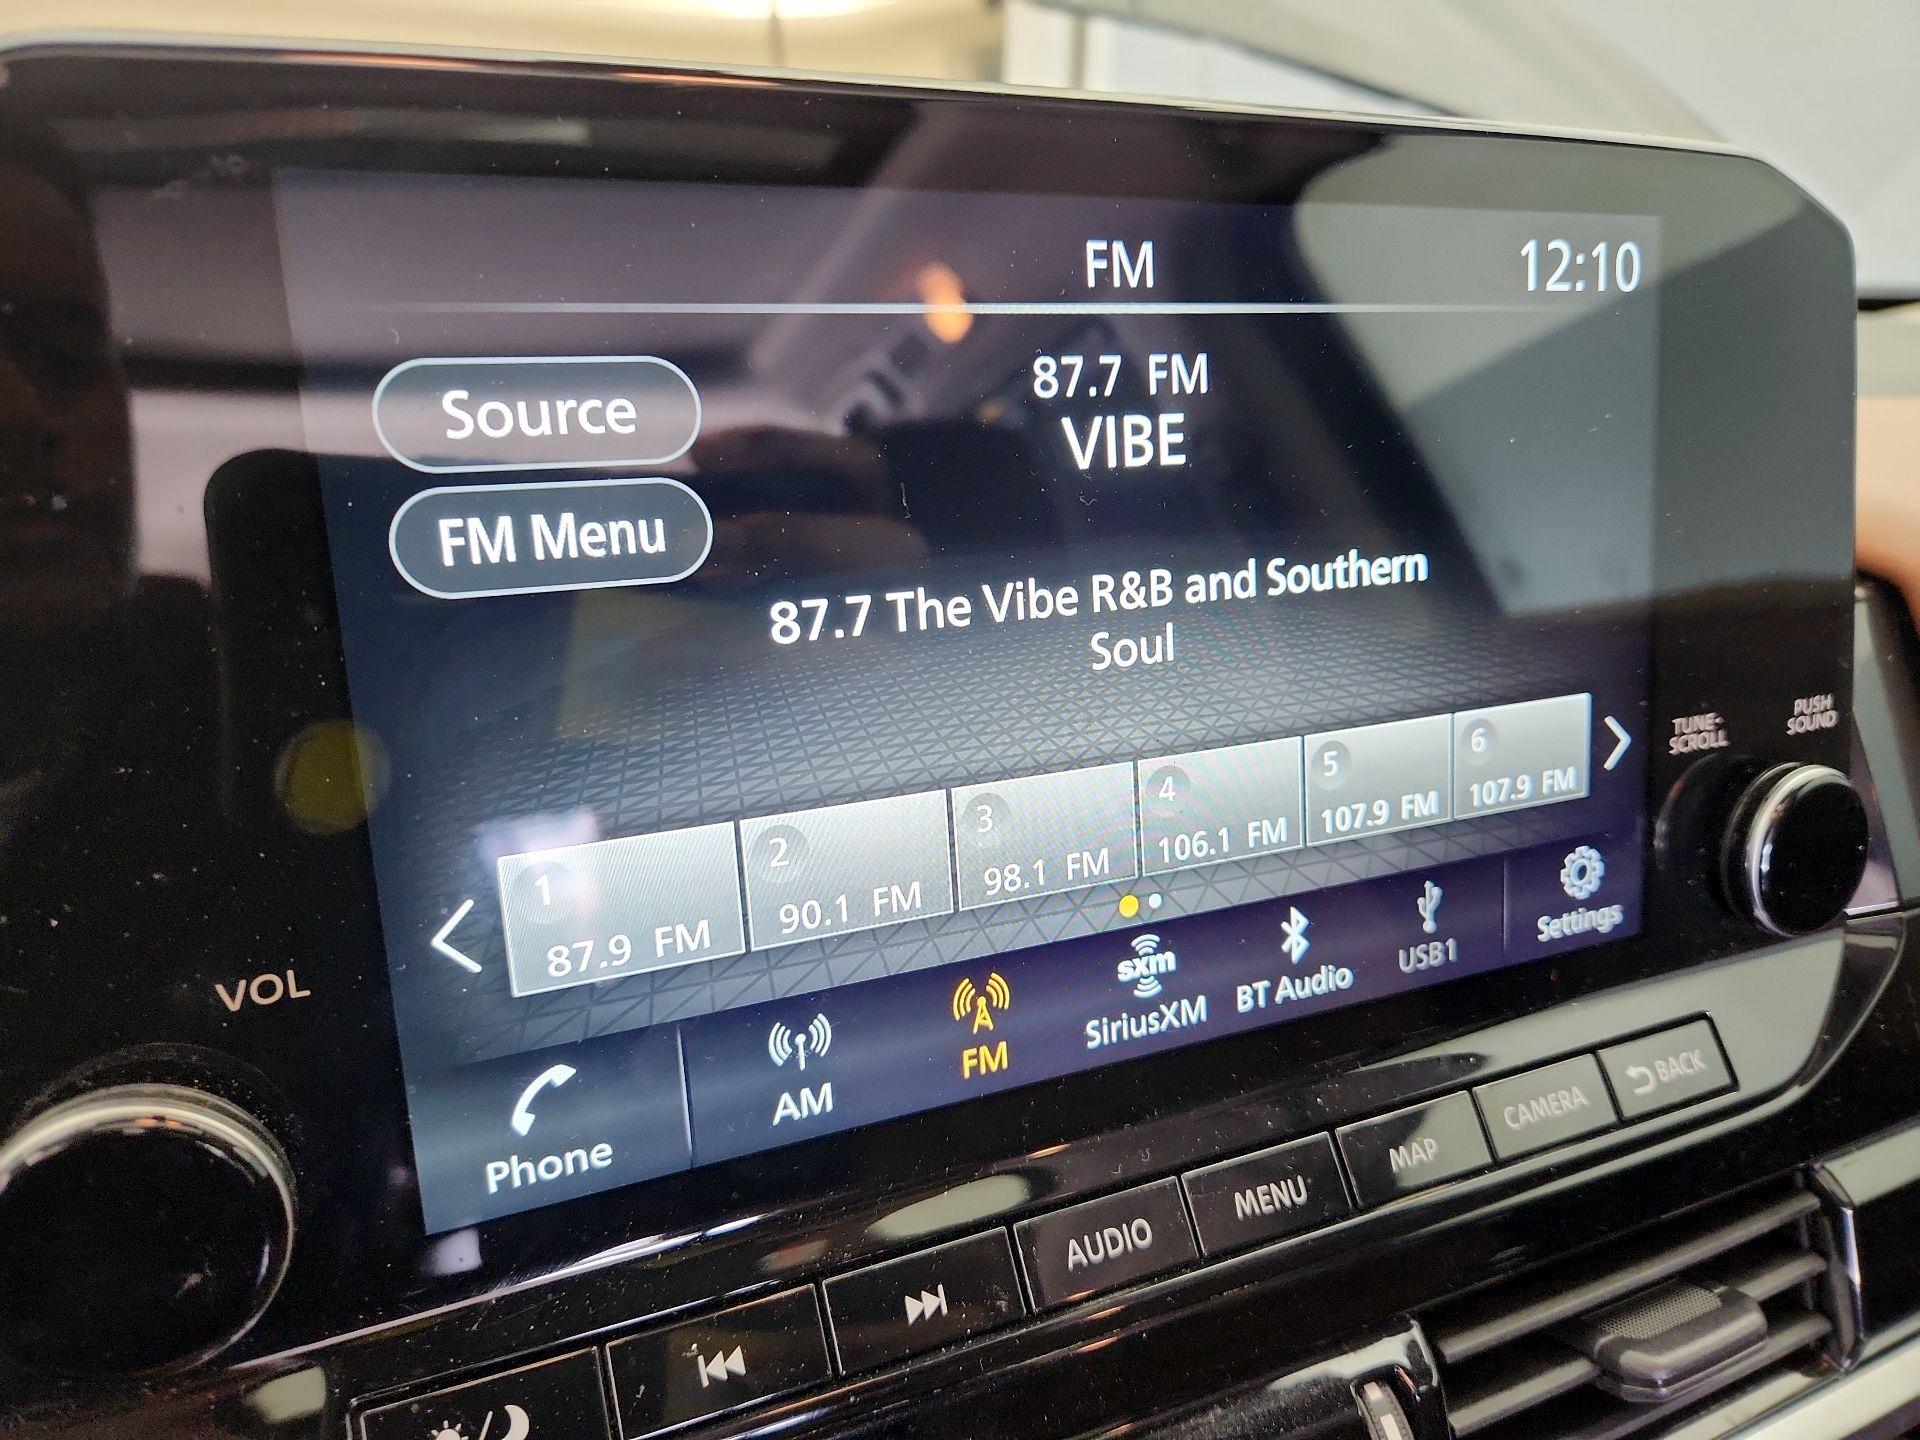 FM
12:10
Source
87.7 FM
VIBE
FM Menu
87.7 The Vibe R&B and Southern
Soul
1
87.9 FM
2
90.1 FM
3
98.1 FM
4
106.1 FM
5
107.9 FM
6
107.9 FM
TUNE-
SCROLL
PUSH
SOUND
VOL
Phone
AM
FM
sxm
SiriusXM
BT Audio
USB1
Settings
AUDIO
MENU
MAP
CAMERA
BACK